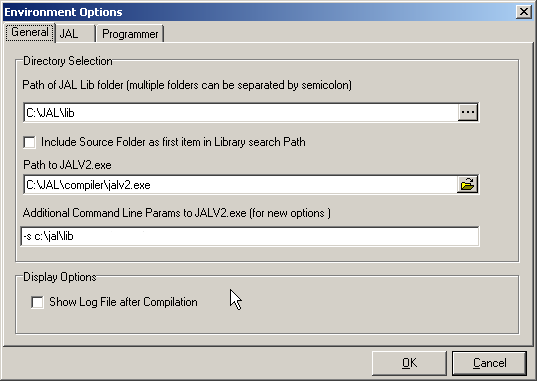 Environment Options
General JAL Programmer
Directory Selection
Path of JAL Lib folder (multiple folders can be separated by semicolon)
C:\JAL\lib ...
Include Source Folder as first item in Library search Path
Path to JALV2.exe
C:\JAL\compiler\jalv2.exe
Additional Command Line Params to JALV2.exe (for new options )
-s c:\jal\lib
Display Options
Show Log File after Compilation
OK Cancel